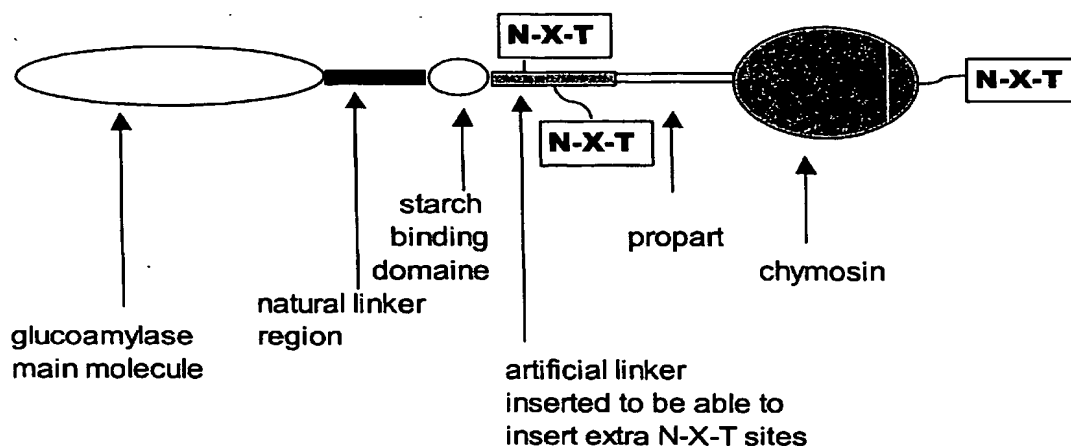 N-X-T
N-X-T
N-X-T
starch
binding
domaine
propart
chymosin
natural linker
region
glucoamylase
main molecule
artificial linker
inserted to be able to
insert extra N-X-T sites